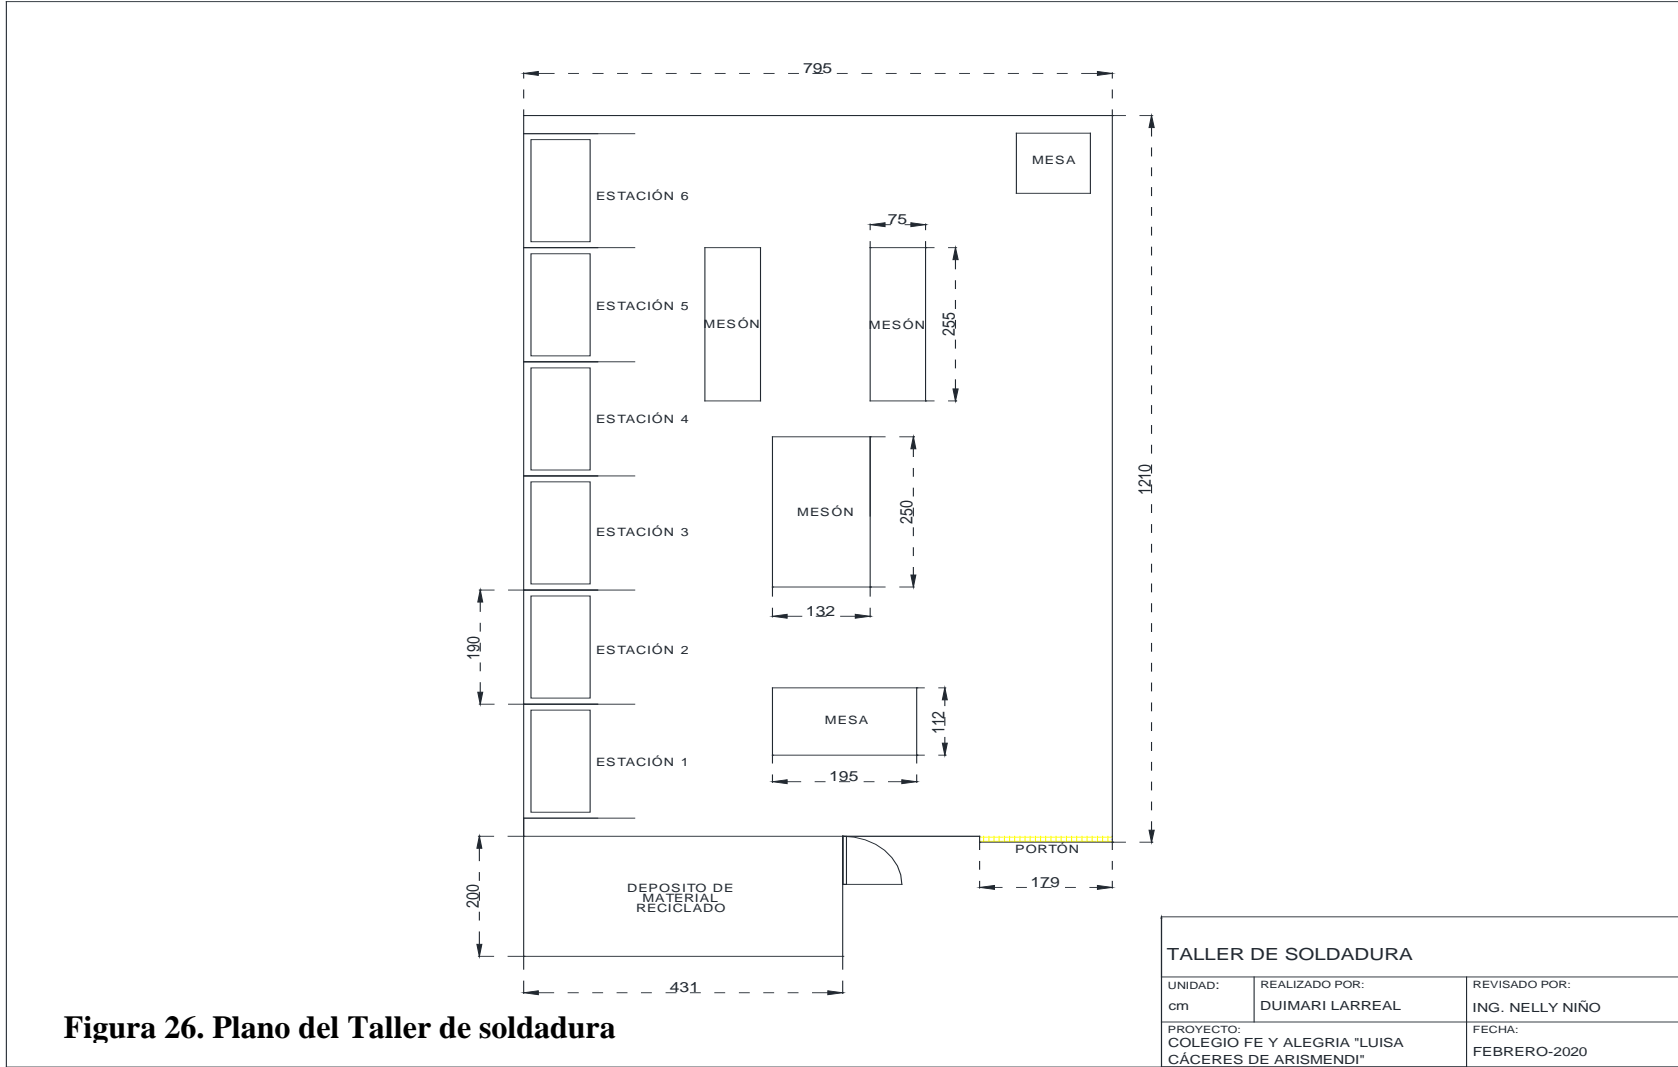 795
MESA
1210
ESTACIÓN 6
75
ESTACIÓN 5
MESÓN
MESÓN
255
ESTACIÓN 4
MESÓN
250
ESTACIÓN 3
132
190
ESTACIÓN 2
MESA
112
195
ESTACIÓN 1
PORTÓN
179
200
DEPOSITO DE
MATERIAL
RECICLADO
431
TALLER DE SOLDADURA
UNIDAD:
cm
REALIZADO POR:
DUIMARI LARREAL
REVISADO POR:
ING. NELLY NIÑO
PROYECTO:
COLEGIO FE Y ALEGRIA "LUISA
CÁCERES DE ARISMENDI"
FECHA:
FEBRERO-2020
Figura 26. Plano del Taller de soldadura